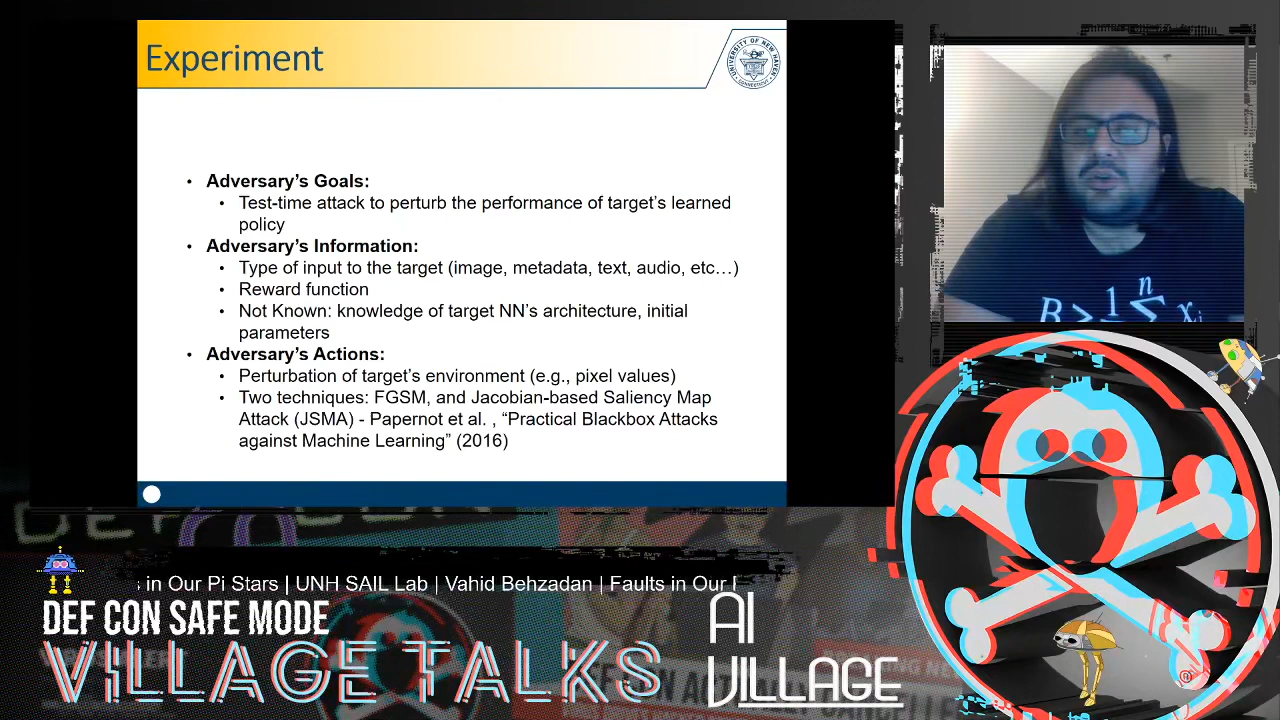 Experiment
UNIVERSITY OF NEW HAVEN
• Adversary’s Goals:
• Test-time attack to perturb the performance of target’s learned
policy
• Adversary’s Information:
• Type of input to the target (image, metadata, text, audio, etc…)
• Reward function
• Not Known: knowledge of target NN’s architecture, initial
parameters
• Adversary’s Actions:
• Perturbation of target’s environment (e.g., pixel values)
• Two techniques: FGSM, and Jacobian-based Saliency Map
Attack (JSMA) - Papernot et al. , “Practical Blackbox Attacks
against Machine Learning” (2016)
in Our Pi Stars | UNH SAIL Lab | Vahid Behzadan | Faults in Our
DEF CON SAFE MODE
VILLAGE TALKS
AI
VILLAGE